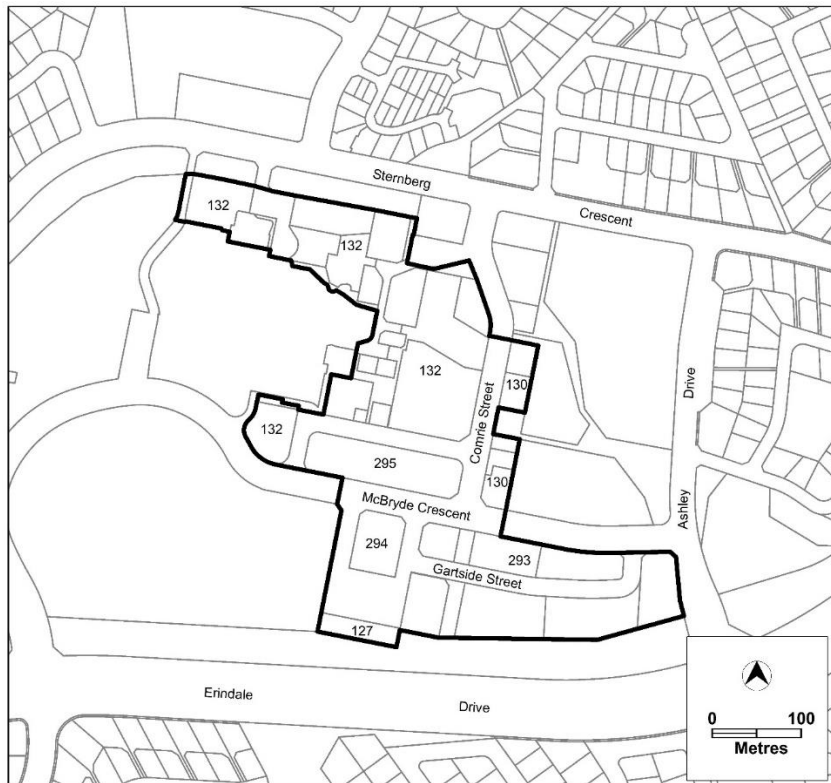 Sternberg
Crescent
132
132
132
130
Comrie Street
Drive
132
295
130
McBryde Crescent
Ashley
294
293
Gartside Street
127
Erindale
Drive
0 100
Metres